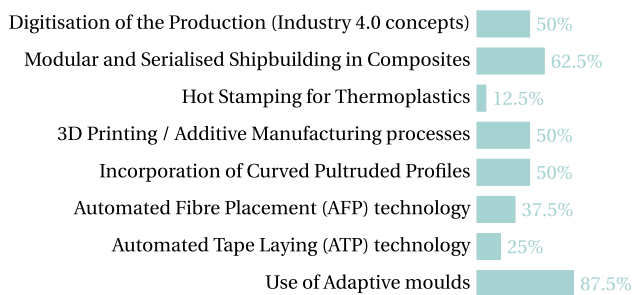 Digitisation of the Production (Industry 4.0 concepts) 50%
Modular and Serialised Shipbuilding in Composites 62.5%
Hot Stamping for Thermoplastics 12.5%
3D Printing / Additive Manufacturing processes 50%
Incorporation of Curved Pultruded Profiles 50%
Automated Fibre Placement (AFP) technology 37.5%
Automated Tape Laying (ATP) technology 25%
Use of Adaptive moulds 87.5%